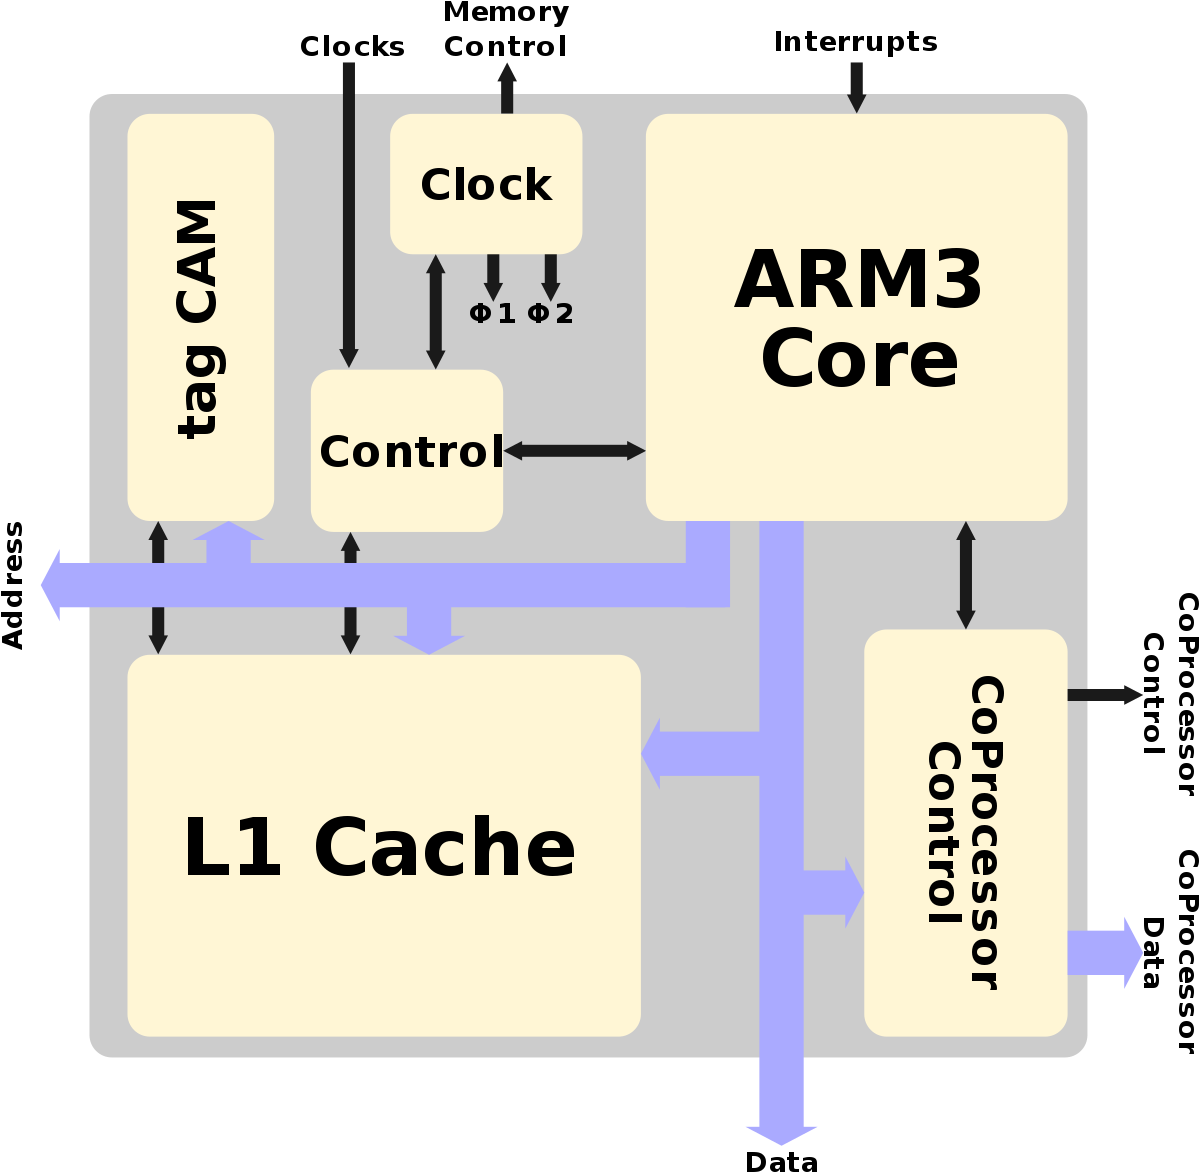 Memory
Control
Clocks
Interrupts
tag CAM
Clock
Φ1 Φ2
ARM3
Core
Control
Address
L1 Cache
CoProcessor
Control
CoProcessor
Control
CoProcessor
Data
Data